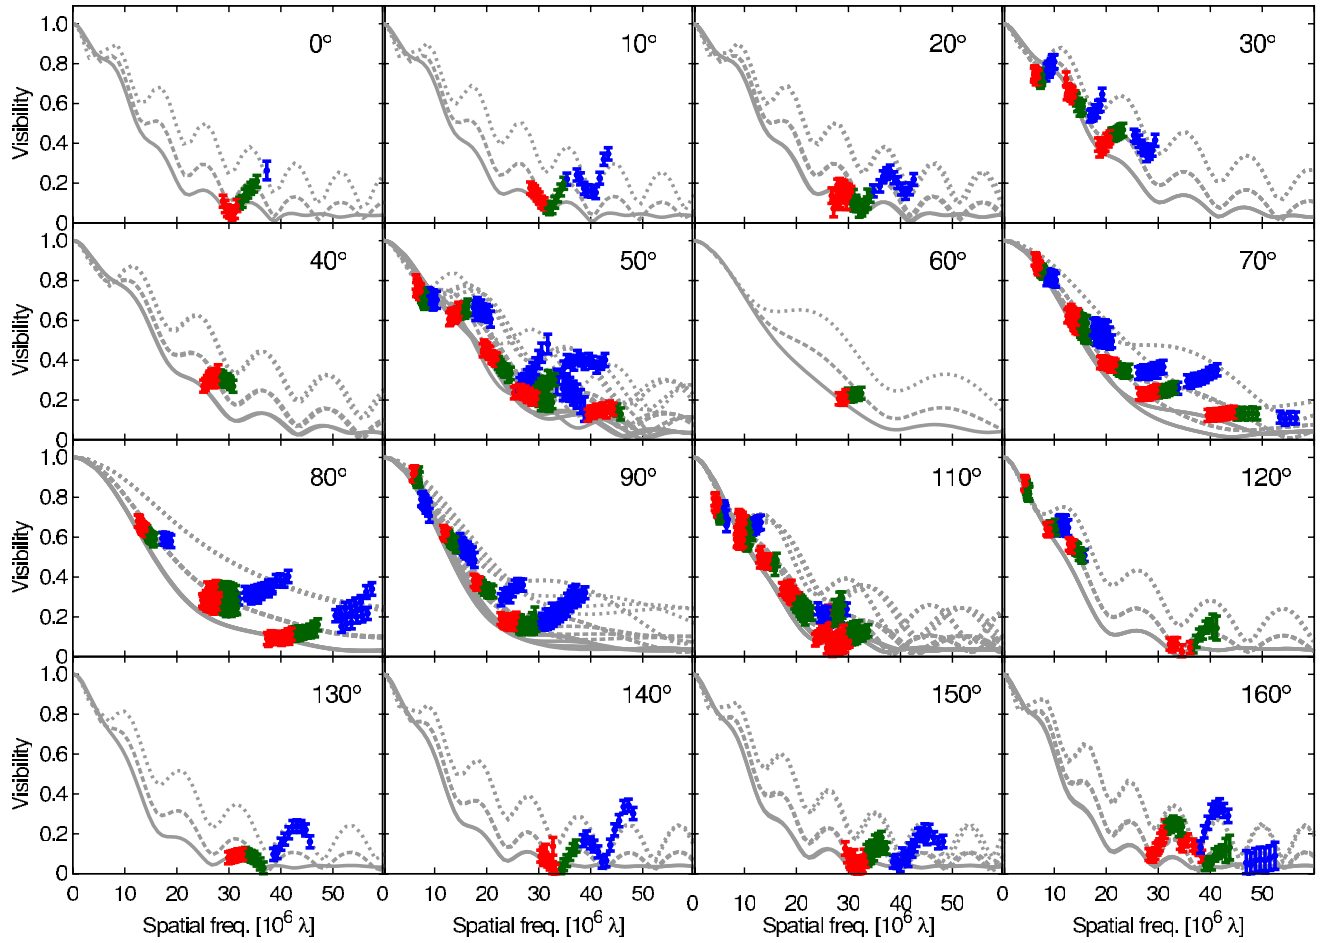 1.0 0.8 0.6 0.4 0.2 0 Visibility 0° 10° 20° 30°
1.0 0.8 0.6 0.4 0.2 0 Visibility 40° 50° 60° 70°
1.0 0.8 0.6 0.4 0.2 0 Visibility 80° 90° 110° 120°
1.0 0.8 0.6 0.4 0.2 0 Visibility 130° 140° 150° 160°
0 10 20 30 40 50 0 10 20 30 40 50 0 10 20 30 40 50 0 10 20 30 40 50
Spatial freq. [10⁶ λ] Spatial freq. [10⁶ λ] Spatial freq. [10⁶ λ] Spatial freq. [10⁶ λ]